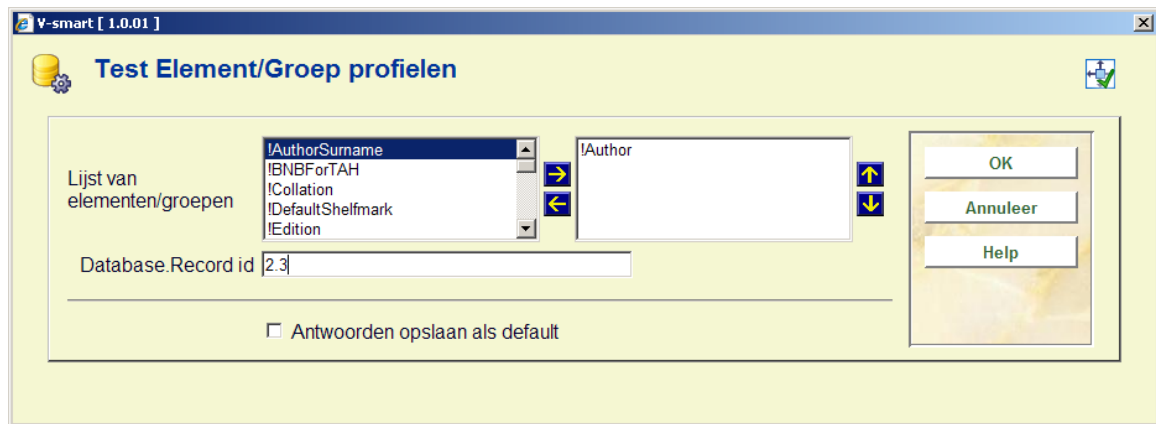 V-smart [ 1.0.01 ]
Test Element/Groep profielen
Lijst van
elementen/groepen
!AuthorSurname
!BNBForTAH
!Collation
!DefaultShelfmark
!Edition
!Author
OK
Annuleer
Help
Database.Record id 2.3
Antwoorden opslaan als default